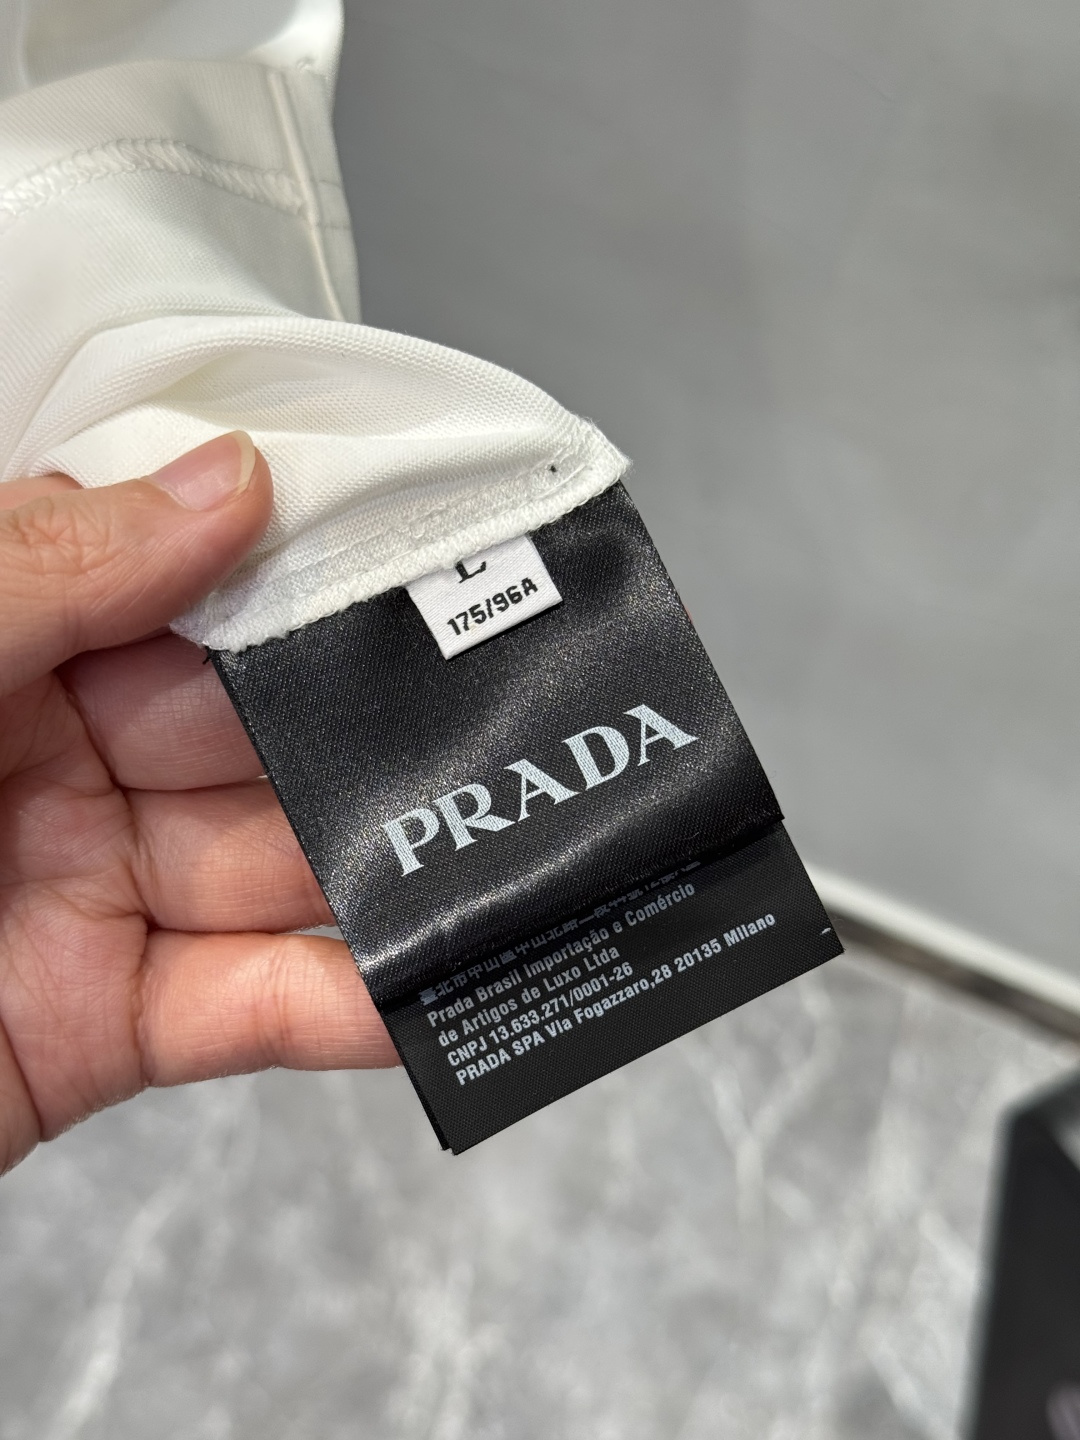 L
175/96A
PRADA
Prada Brasil Importação e Comércio
de Artigos de Luxo Ltda
CNPJ 13.633.271/0001-26
PRADA SPA Via Fogazzaro,28 20135 Milano